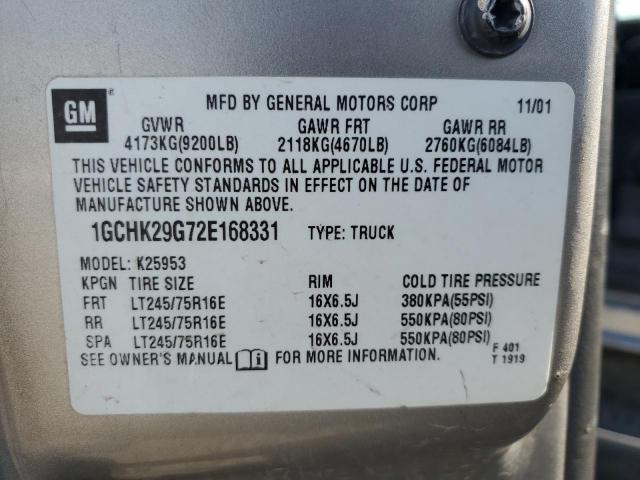 GM ® MFD BY GENERAL MOTORS CORP 11/01
GVWR GAWR FRT GAWR RR
4173KG(9200LB) 2118KG(4670LB) 2760KG(6084LB)
THIS VEHICLE CONFORMS TO ALL APPLICABLE U.S. FEDERAL MOTOR
VEHICLE SAFETY STANDARDS IN EFFECT ON THE DATE OF
MANUFACTURE SHOWN ABOVE.
1GCHK29G72E168331 TYPE: TRUCK
MODEL: K25953
KPGN TIRE SIZE RIM COLD TIRE PRESSURE
FRT LT245/75R16E 16X6.5J 380KPA(55PSI)
RR LT245/75R16E 16X6.5J 550KPA(80PSI)
SPA LT245/75R16E 16X6.5J 550KPA(80PSI)
SEE OWNER'S MANUAL FOR MORE INFORMATION.
F 401
T 1919